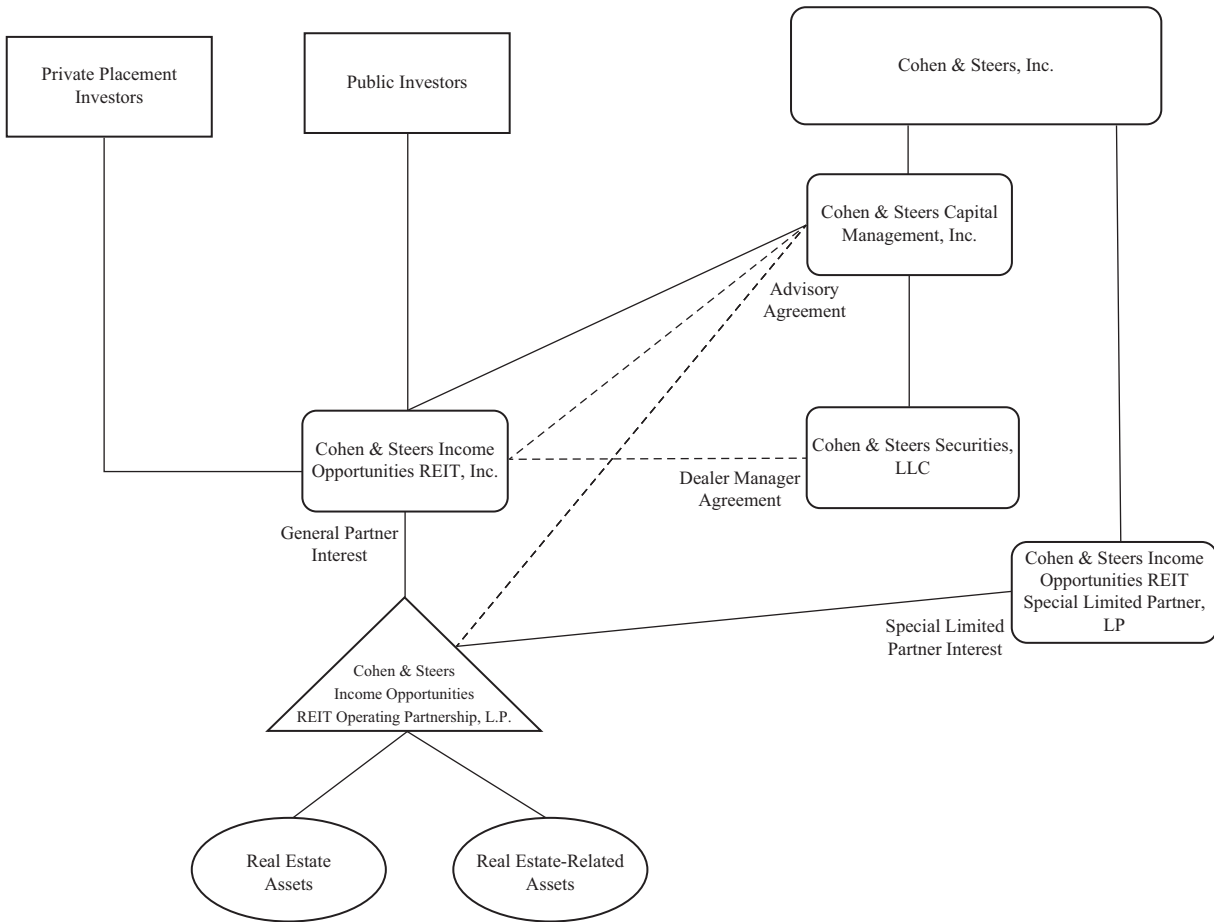 Private Placement
Investors
Public Investors
Cohen & Steers, Inc.
Cohen & Steers Capital
Management, Inc.
Advisory
Agreement
Cohen & Steers Income
Opportunities REIT, Inc.
Cohen & Steers Securities,
LLC
Dealer Manager
Agreement
General Partner
Interest
Cohen & Steers Income
Opportunities REIT
Special Limited Partner,
LP
Special Limited
Partner Interest
Cohen & Steers
Income Opportunities
REIT Operating Partnership, L.P.
Real Estate
Assets
Real Estate-Related
Assets